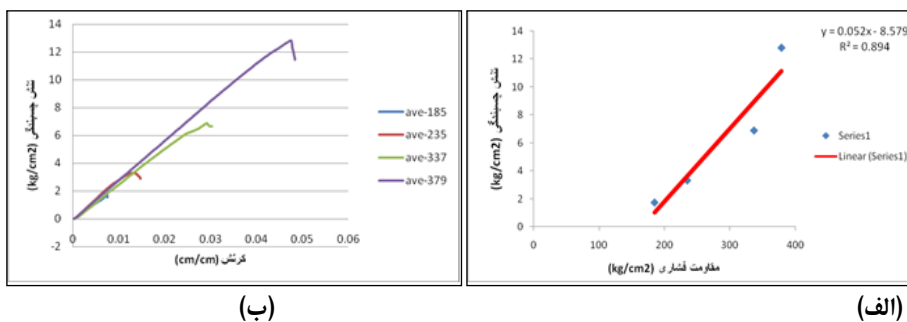 14
12
10
8
6
4
2
0
-2
0 0.01 0.02 0.03 0.04 0.05 0.06
تنش چسبندگی
(kg/cm2)
کرنش (cm/cm)
ave-185
ave-235
ave-337
ave-379
(ب)
y = 0.052x - 8.579
R² = 0.894
14
12
10
8
6
4
2
0
0 100 200 300 400
تنش چسبندگی (kg/cm2)
مقاومت فشاری (kg/cm2)
Series1
Linear (Series1)
(الف)